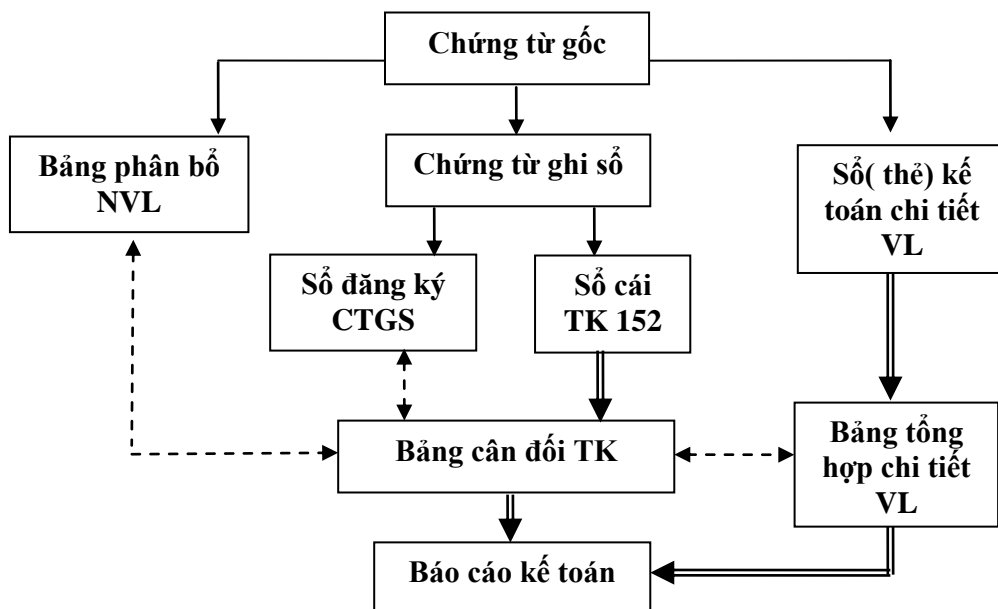 Chứng từ gốc
Bảng phân bổ
NVL
Chứng từ ghi sổ
Sổ( thẻ) kế
toán chi tiết
VL
Sổ đăng ký
CTGS
Sổ cái
TK 152
Bảng cân đối TK
Bảng tổng
hợp chi tiết
VL
Báo cáo kế toán